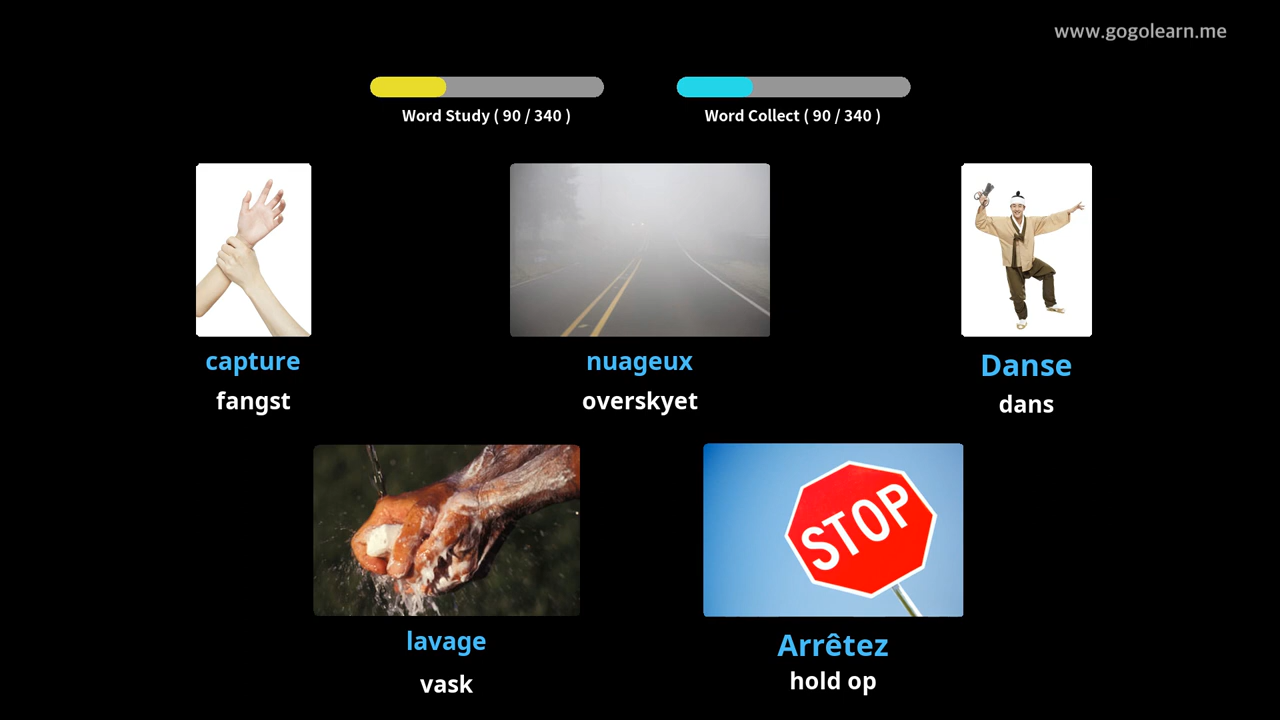 www.gogolearn.me
Word Study ( 90 / 340 )
Word Collect ( 90 / 340 )
capture
fangst
nuageux
overskyet
Danse
dans
lavage
vask
STOP
Arrêtez
hold op